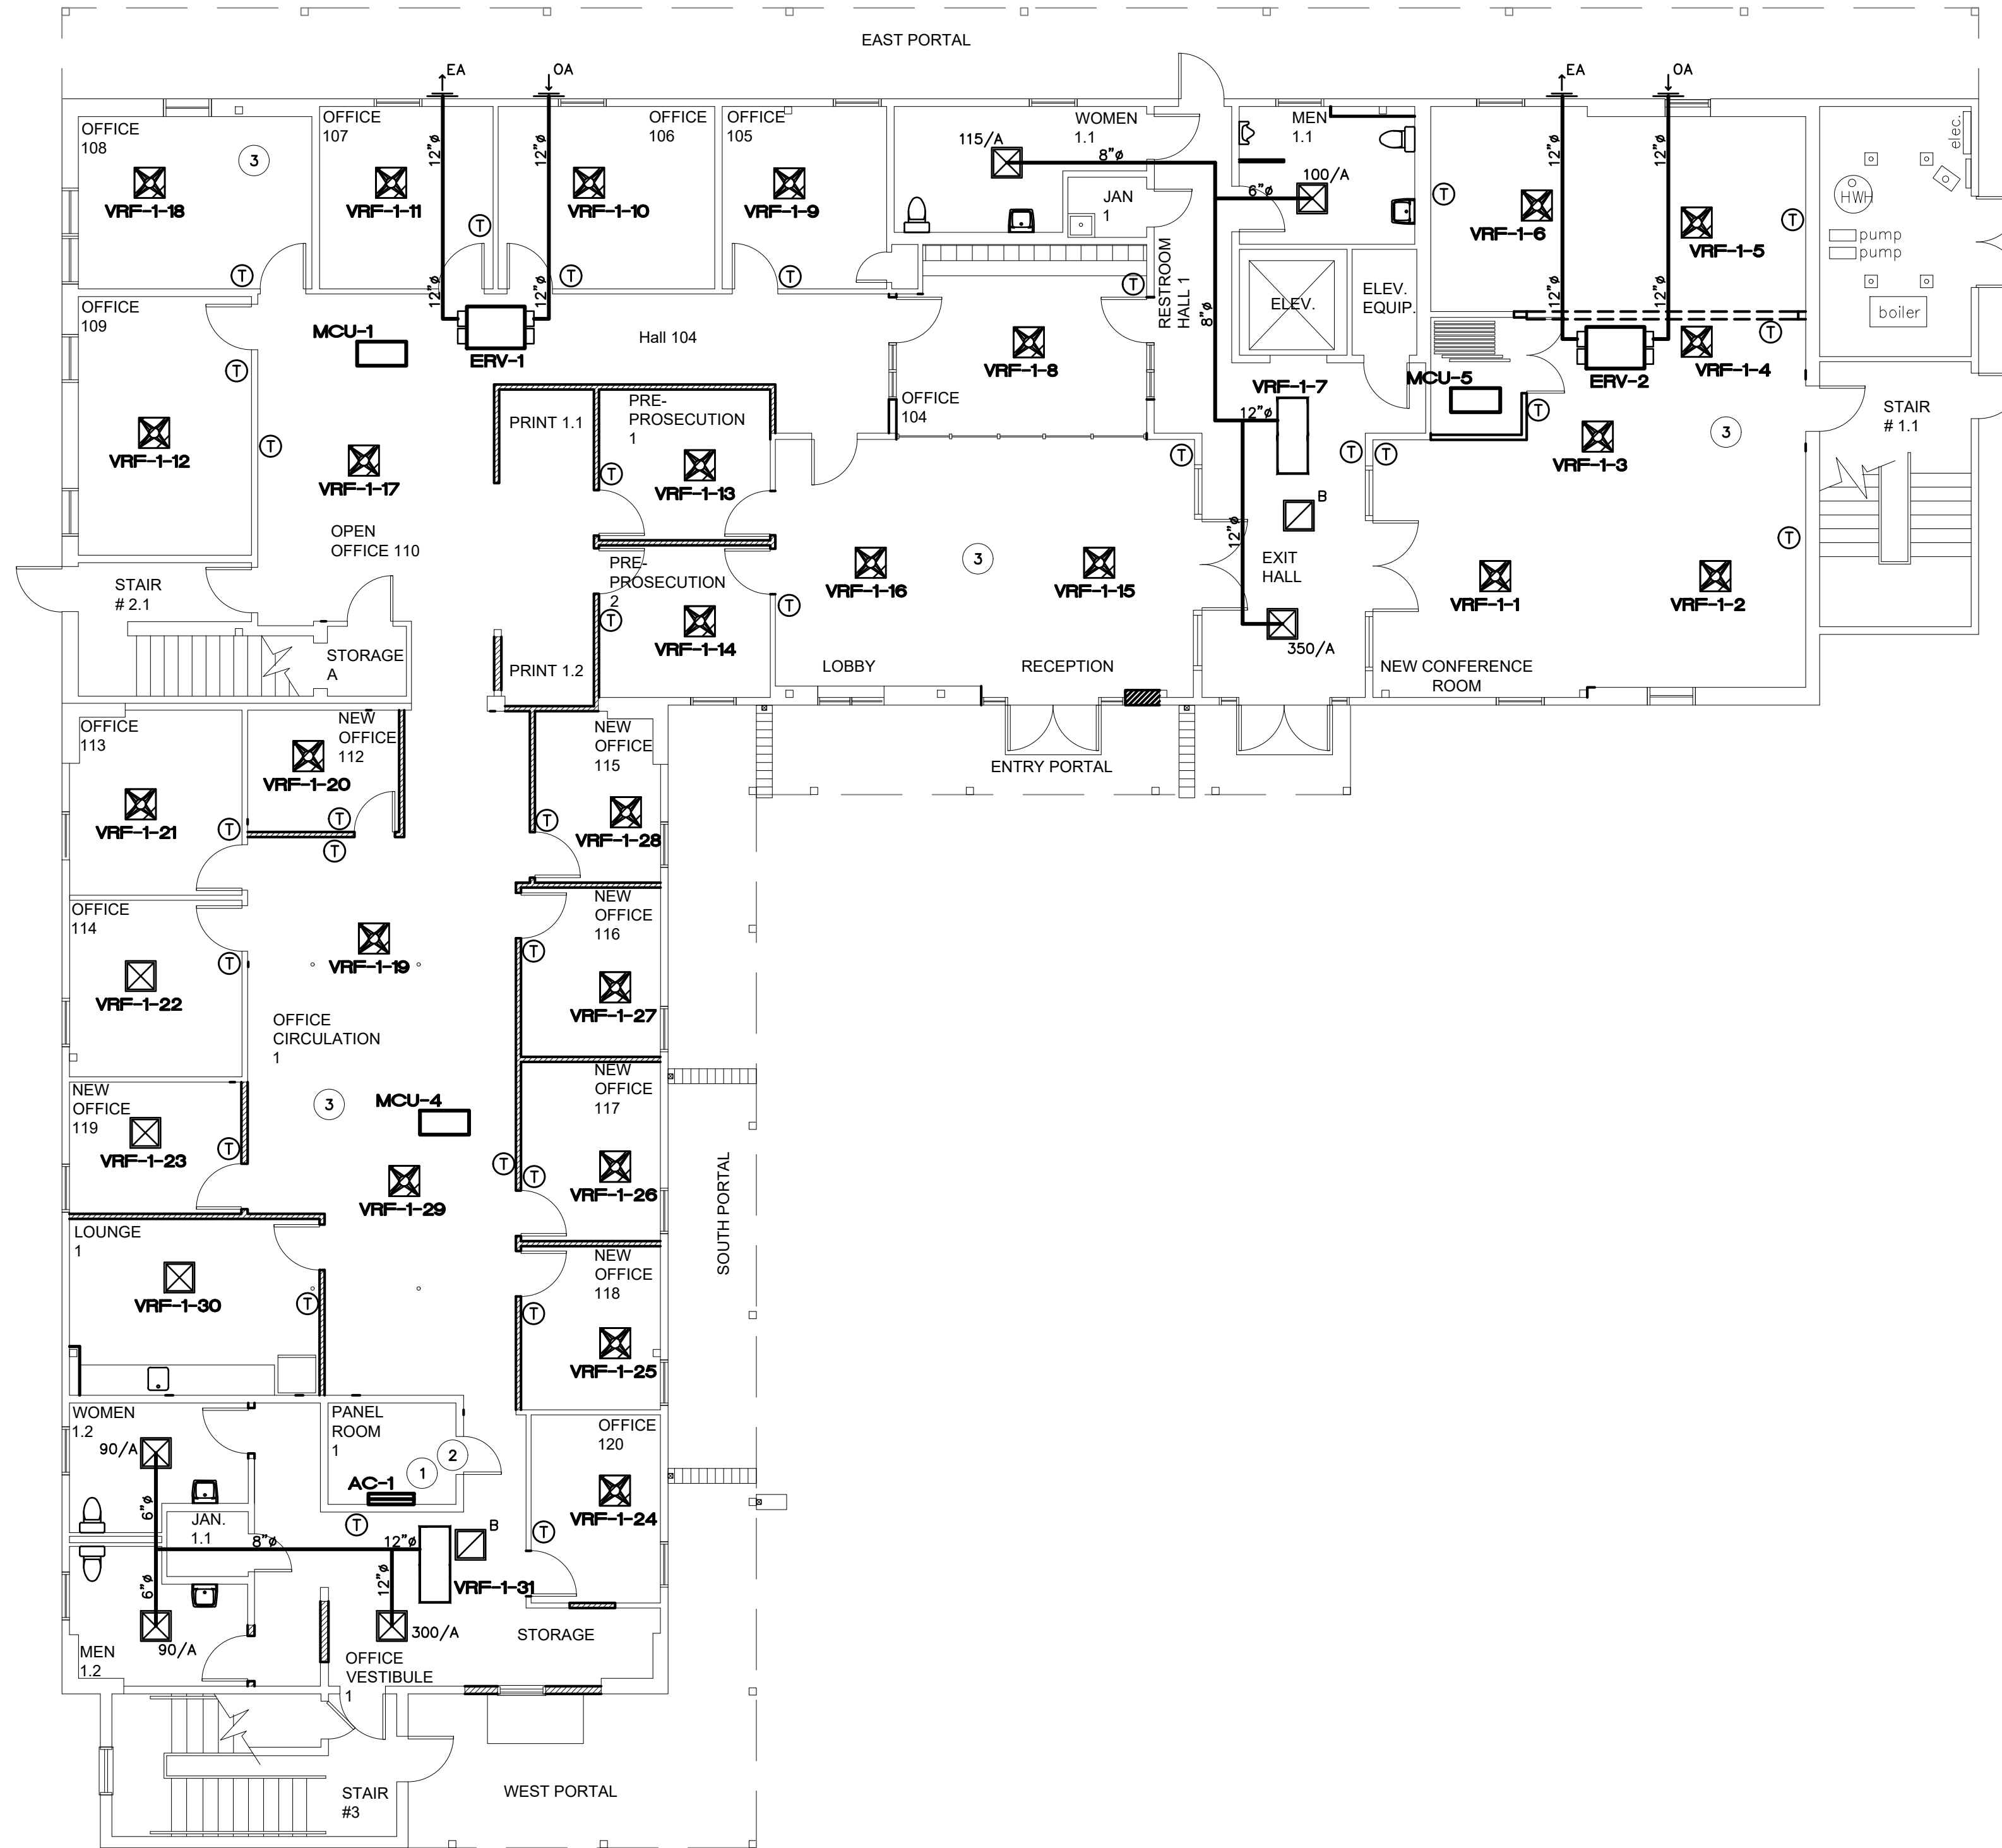 EAST PORTAL
EA
OA
EA
OA
OFFICE
108
3
VRF-1-18
T
OFFICE
107
VRF-1-11
T
12"ø
12"ø
12"ø
12"ø
OFFICE
106
VRF-1-10
T
OFFICE
105
VRF-1-9
T
WOMEN
1.1
115/A
8"ø
JAN
1
MEN
1.1
100/A
6"ø
T
VRF-1-6
12"ø
12"ø
12"ø
12"ø
VRF-1-5
T
elec.
HWH
pump
pump
boiler
OFFICE
109
T
VRF-1-12
MCU-1
ERV-1
Hall 104
T
RESTROOM
HALL 1
8"ø
ELEV.
ELEV.
EQUIP.
VRF-1-8
OFFICE
104
VRF-1-7
12"ø
MCU-5
T
ERV-2
VRF-1-4
T
STAIR
# 1.1
3
VRF-1-3
T
VRF-1-17
PRINT 1.1
PRE-
PROSECUTION
1
T
VRF-1-13
T
T
T
B
12"ø
OPEN
OFFICE 110
STAIR
# 2.1
PRE-
PROSECUTION
2
T
VRF-1-14
T
VRF-1-16
3
VRF-1-15
EXIT
HALL
T
VRF-1-1
VRF-1-2
350/A
STORAGE
A
PRINT 1.2
LOBBY
RECEPTION
NEW CONFERENCE
ROOM
ENTRY PORTAL
OFFICE
113
VRF-1-21
T
NEW
OFFICE
112
VRF-1-20
T
T
NEW
OFFICE
115
T
VRF-1-28
OFFICE
114
T
VRF-1-22
VRF-1-19
NEW
OFFICE
116
T
VRF-1-27
OFFICE
CIRCULATION
1
3
MCU-4
NEW
OFFICE
119
T
VRF-1-23
VRF-1-29
T
NEW
OFFICE
117
T
VRF-1-26
SOUTH PORTAL
LOUNGE
1
VRF-1-30
T
NEW
OFFICE
118
T
VRF-1-25
WOMEN
1.2
90/A
6"ø
PANEL
ROOM
1
2
1
AC-1
OFFICE
120
VRF-1-24
T
JAN.
1.1
8"ø
T
12"ø
B
VRF-1-31
6"ø
12"ø
90/A
MEN
1.2
300/A
STORAGE
OFFICE
VESTIBULE
1
STAIR
#3
WEST PORTAL